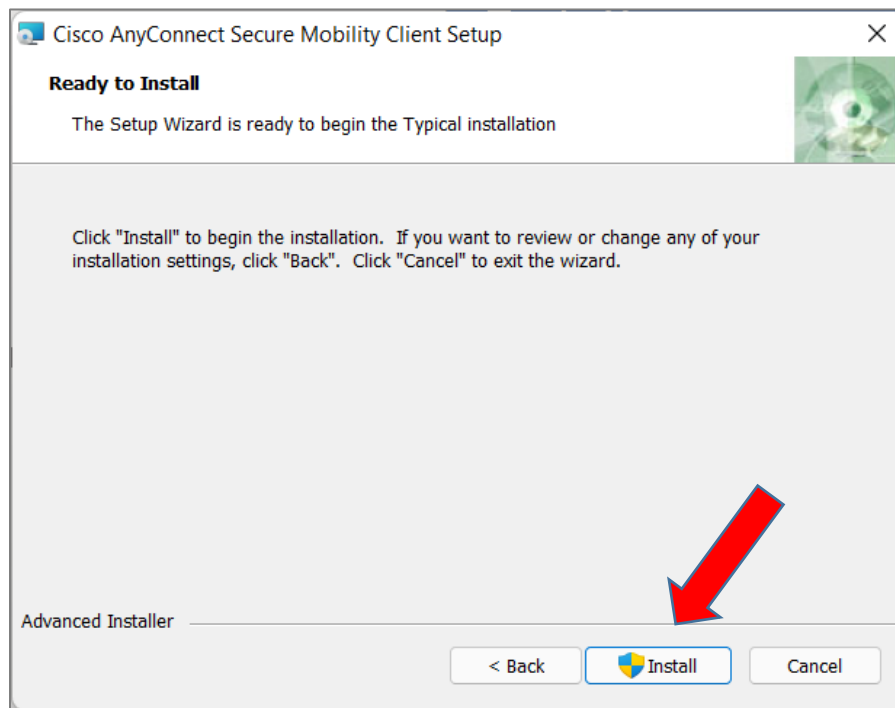 Cisco AnyConnect Secure Mobility Client Setup
Ready to Install
The Setup Wizard is ready to begin the Typical installation
Click "Install" to begin the installation.  If you want to review or change any of your
installation settings, click "Back".  Click "Cancel" to exit the wizard.
Advanced Installer
< Back Install Cancel